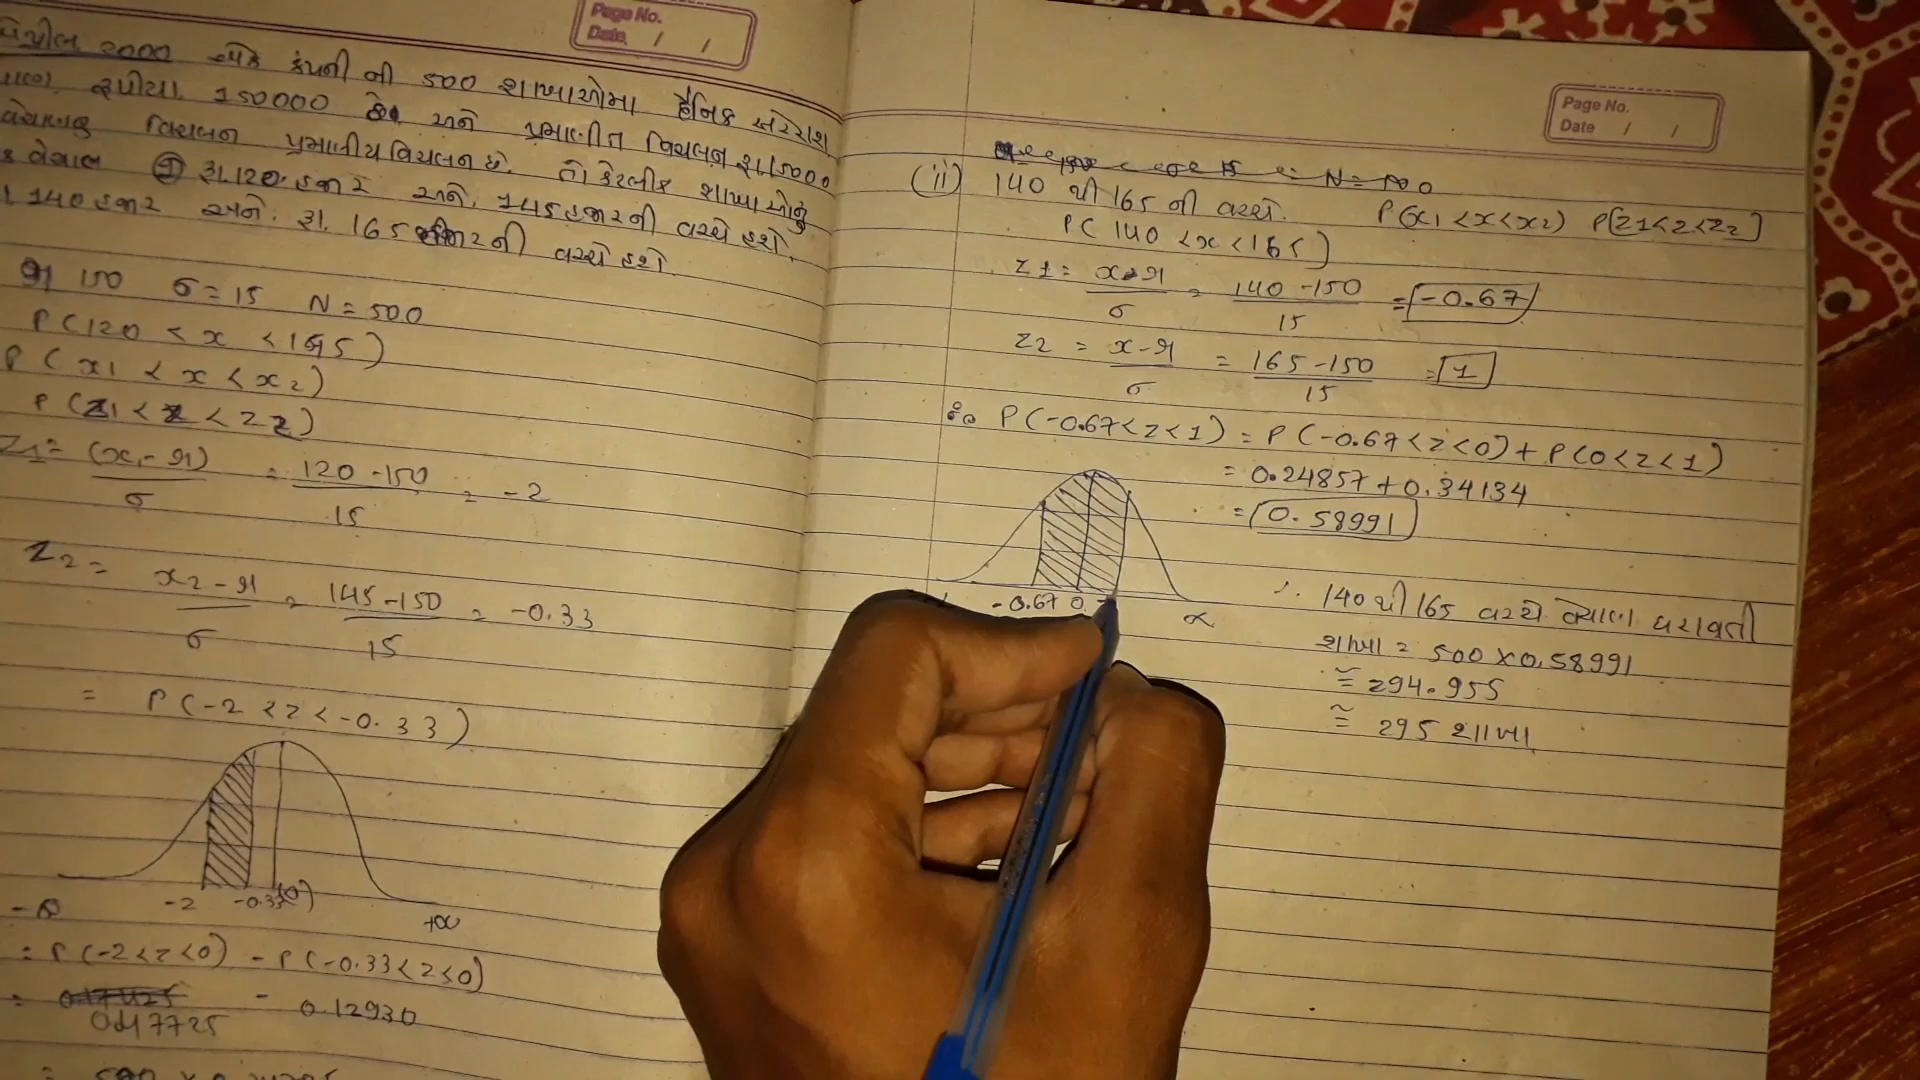 Page No.
Date / /
2000 કંપની ની 500 શાખાઓમા દૈનિક સરેરાશ
રૂપીયા 150000 અને પ્રમાણીત વિચલન રૂા.15000
વિચલન પ્રમાણીય વિચલન છે. તો કેટલીક શાખાઓનું
વેચાણ ① રૂા.120 હજાર અને 145 હજારની વચ્ચે હશે.
140 હજાર અને રૂા. 165 હજારની વચ્ચે હશે.
150 σ = 15 N = 500
P(120 < x < 145)
P(x1 < x < x2)
P(Z1 < Z < Z2)
Z1 = (x1 - મ) / σ = 120 - 150 / 15 = -2
Z2 = x2 - મ / σ = 145 - 150 / 15 = -0.33
= P(-2 < Z < -0.33)
-2 -0.33 (0)
+∞
= P(-2 < Z < 0) - P(-0.33 < Z < 0)
= 0.47725 - 0.12930
Page No.
Date / /
(ii) 140 થી 165 ની વચ્ચે. P(x1 < x < x2) P[Z1 < Z < Z2]
P(140 < x < 165)
Z1 = x - મ / σ = 140 - 150 / 15 = -0.67
Z2 = x - મ / σ = 165 - 150 / 15 = 1
∴ P(-0.67 < Z < 1) = P(-0.67 < Z < 0) + P(0 < Z < 1)
= 0.24857 + 0.34134
= 0.58991
-0.67 0 ∝
∴ 140 થી 165 વચ્ચે વેચાણ ધરાવતી
શાખા = 500 × 0.58991
≅ 294.955
≅ 295 શાખા